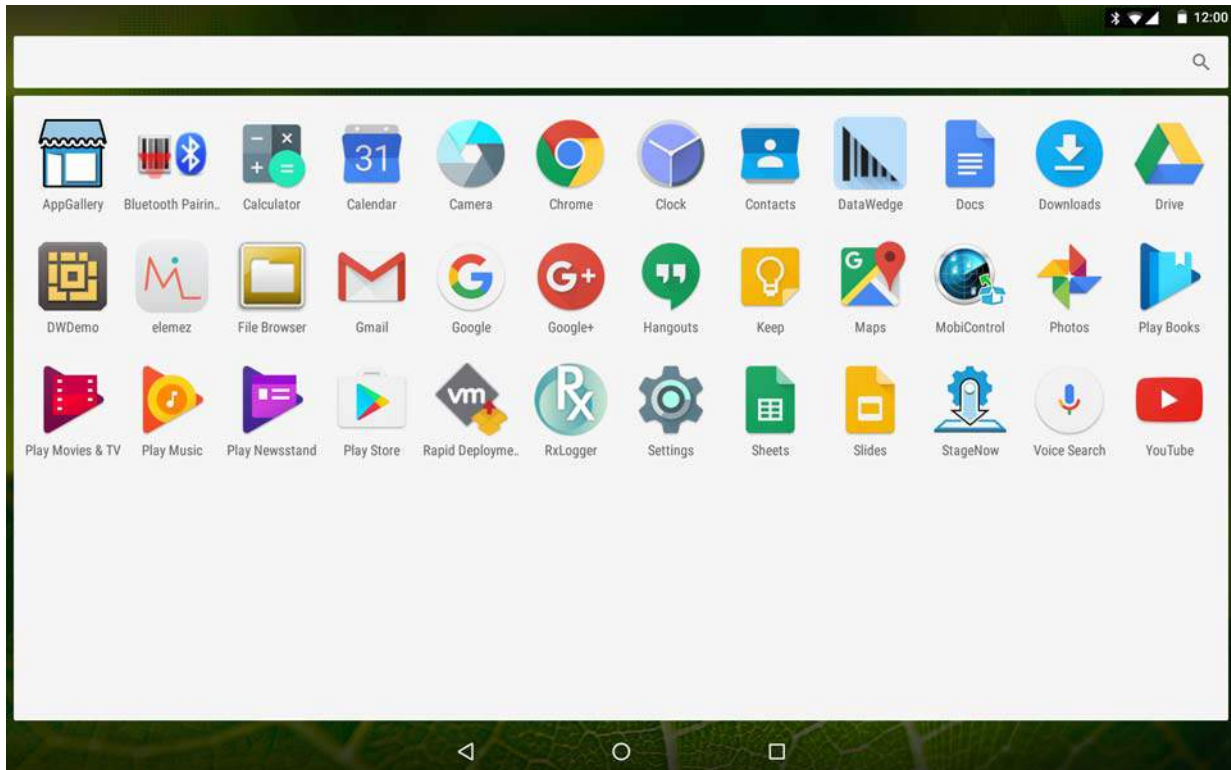 12:00
31
AppGallery Bluetooth Pairin.. Calculator Calendar Camera Chrome Clock Contacts DataWedge Docs Downloads Drive
G G+ G
DWDemo elemez File Browser Gmail Google Google+ Hangouts Keep Maps MobiControl Photos Play Books
vm Rx
Play Movies & TV Play Music Play Newsstand Play Store Rapid Deployme.. RxLogger Settings Sheets Slides StageNow Voice Search YouTube